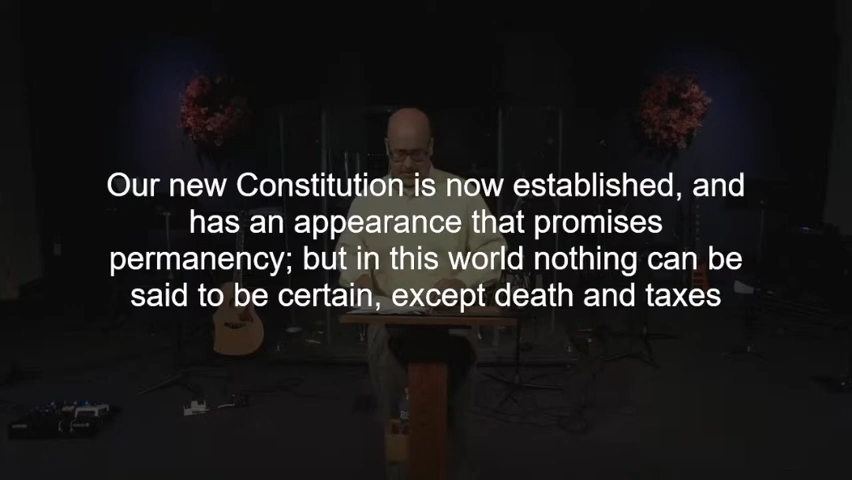 Our new Constitution is now established, and
has an appearance that promises
permanency; but in this world nothing can be
said to be certain, except death and taxes